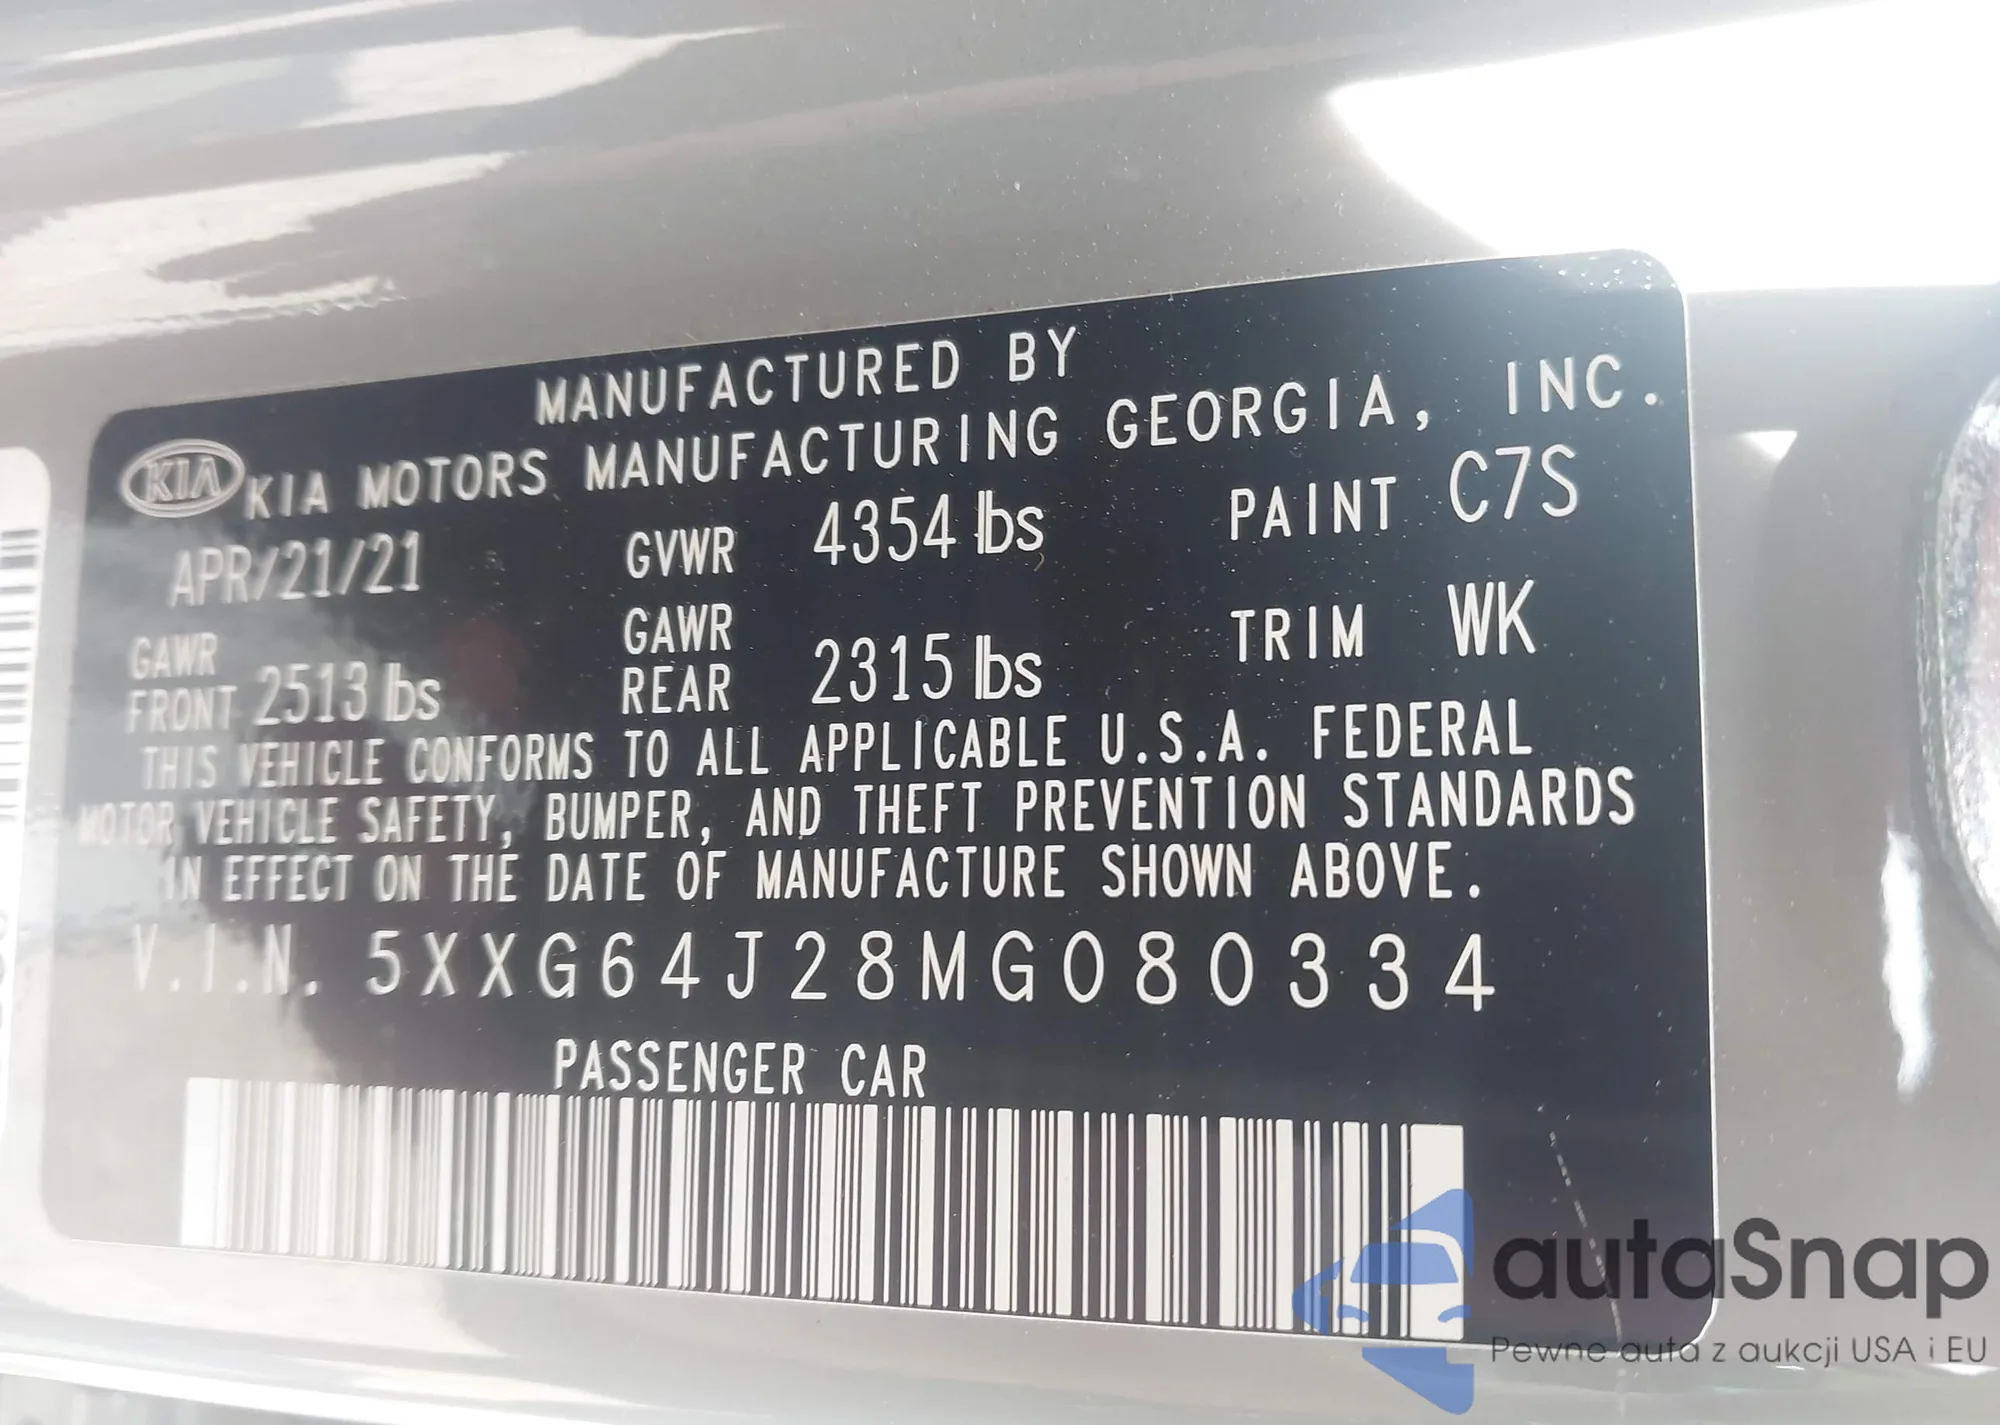 MANUFACTURED BY
KIA KIA MOTORS MANUFACTURING GEORGIA, INC.
APR/21/21 GVWR 4354 lbs PAINT C7S
GAWR FRONT 2513 lbs GAWR REAR 2315 lbs TRIM WK
THIS VEHICLE CONFORMS TO ALL APPLICABLE U.S.A. FEDERAL
MOTOR VEHICLE SAFETY, BUMPER, AND THEFT PREVENTION STANDARDS
IN EFFECT ON THE DATE OF MANUFACTURE SHOWN ABOVE.
V.I.N. 5XXG64J28MG080334
PASSENGER CAR
autaSnap
Pewne auta z aukcji USA i EU